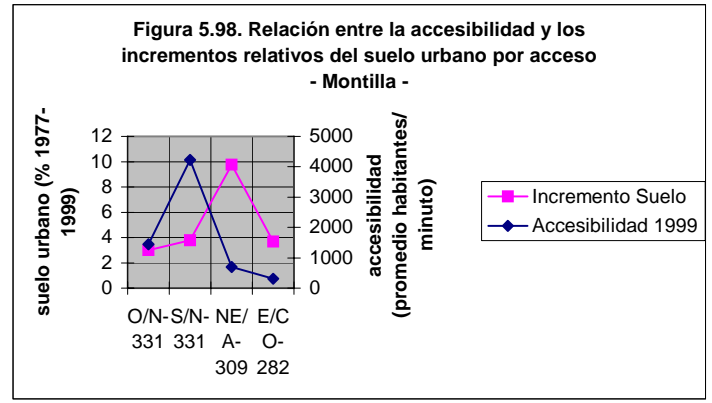 Figura 5.98. Relación entre la accesibilidad y los
incrementos relativos del suelo urbano por acceso
- Montilla -
suelo urbano (% 1977-
1999)
12
10
8
6
4
2
0
5000
4000
3000
2000
1000
0
accesibilidad
(promedio habitantes/
minuto)
O/N-
331
S/N-
331
NE/
A-
309
E/C
O-
282
Incremento Suelo
Accesibilidad 1999